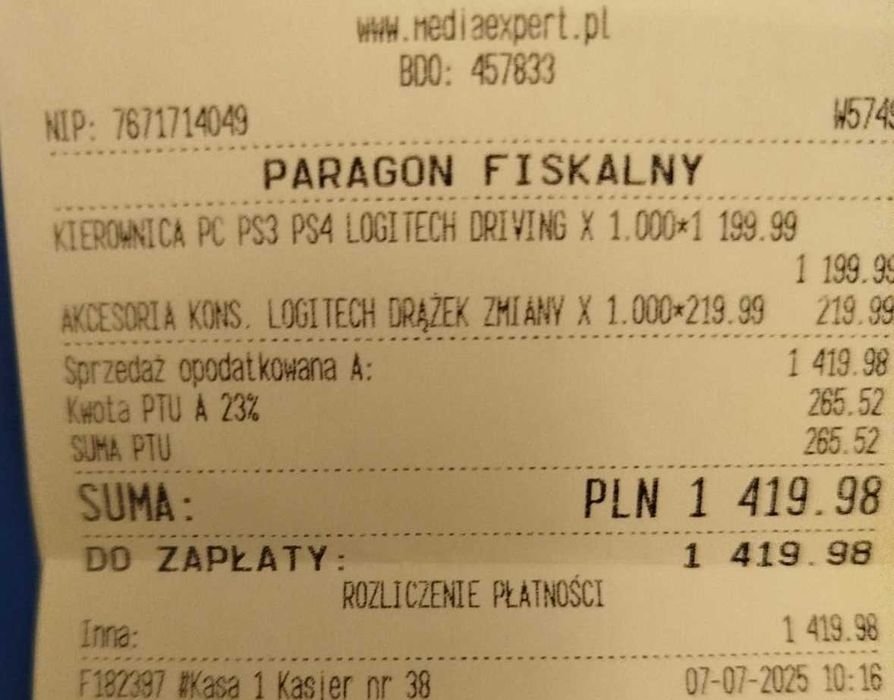 www.mediaexpert.pl
BDO: 457833
NIP: 7671714049 W5749
PARAGON FISKALNY
KIEROWNICA PC PS3 PS4 LOGITECH DRIVING X 1.000*1 199.99
1 199.99
AKCESORIA KONS. LOGITECH DRĄŻEK ZMIANY X 1.000*219.99 219.99
Sprzedaż opodatkowana A: 1 419.98
Kwota PTU A 23% 265.52
SUMA PTU 265.52
SUMA: PLN 1 419.98
DO ZAPŁATY: 1 419.98
ROZLICZENIE PŁATNOŚCI
Inna: 1 419.98
F182397 #Kasa 1 Kasjer nr 38 07-07-2025 10:16